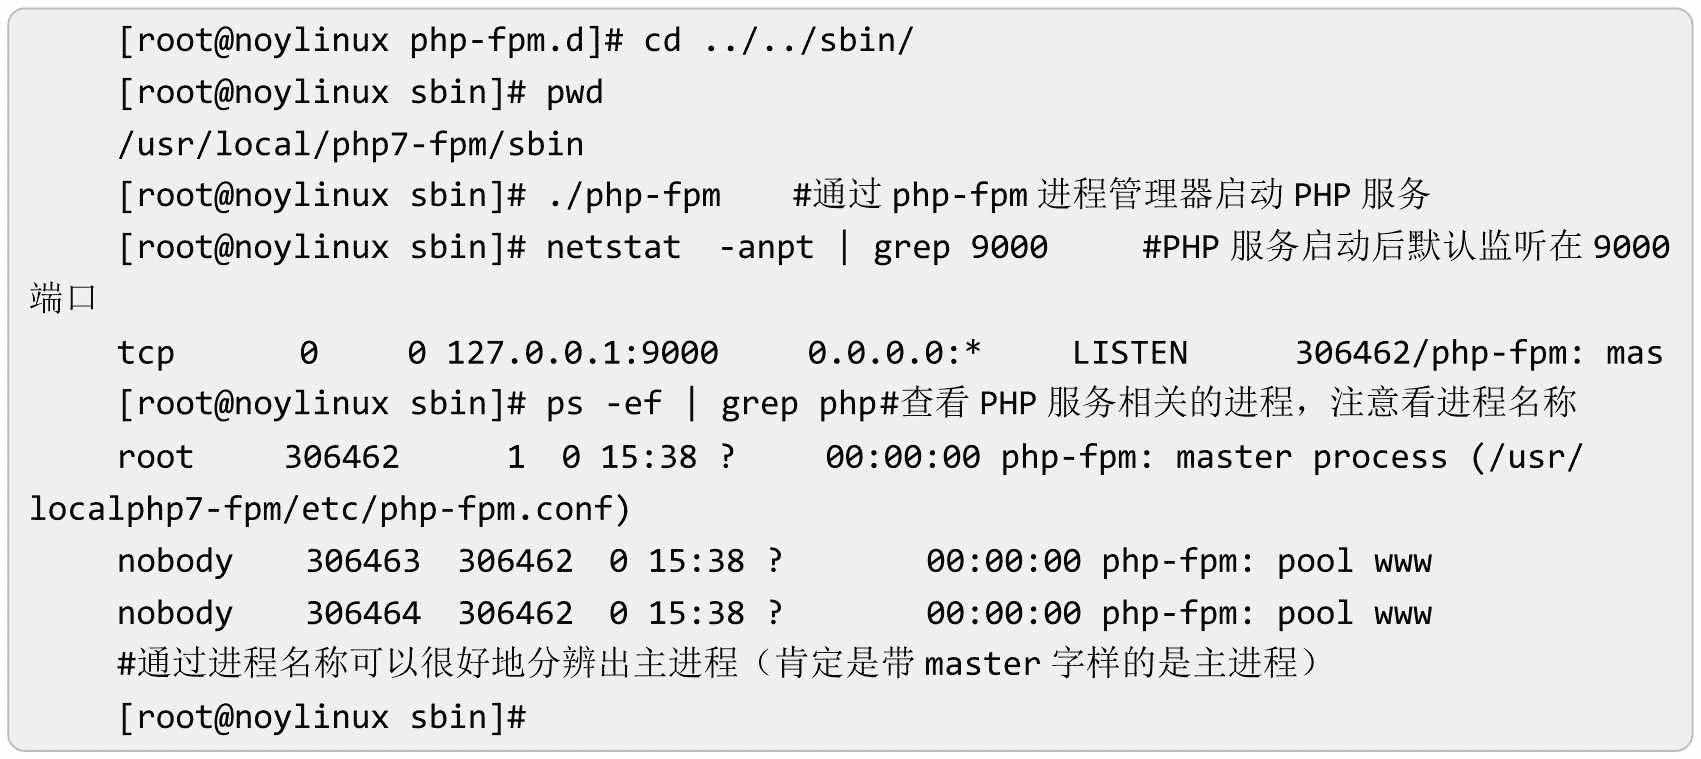 [root@noylinux php-fpm.d]# cd ../../sbin/
[root@noylinux sbin]# pwd
/usr/local/php7-fpm/sbin
[root@noylinux sbin]# ./php-fpm    #通过 php-fpm 进程管理器启动 PHP 服务
[root@noylinux sbin]# netstat  -anpt | grep 9000     #PHP 服务启动后默认监听在 9000
端口
tcp      0    0 127.0.0.1:9000    0.0.0.0:*    LISTEN     306462/php-fpm: mas
[root@noylinux sbin]# ps -ef | grep php#查看 PHP 服务相关的进程，注意看进程名称
root    306462     1  0 15:38 ?    00:00:00 php-fpm: master process (/usr/
localphp7-fpm/etc/php-fpm.conf)
nobody   306463  306462  0 15:38 ?       00:00:00 php-fpm: pool www
nobody   306464  306462  0 15:38 ?       00:00:00 php-fpm: pool www
#通过进程名称可以很好地分辨出主进程（肯定是带 master 字样的是主进程）
[root@noylinux sbin]#